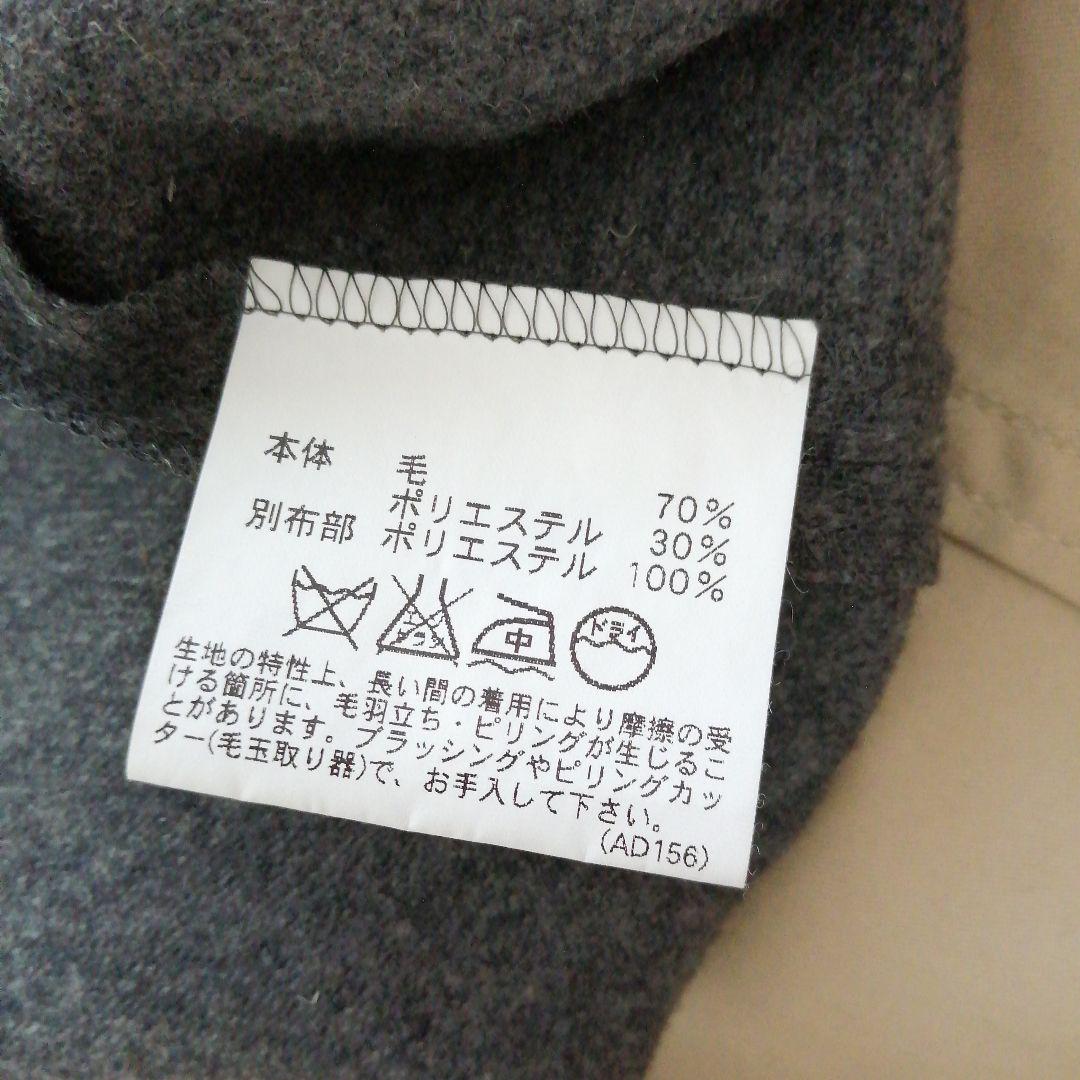 本体 毛 70%
ポリエステル 30%
別布部 ポリエステル 100%
エンソ
中
ドライ
生地の特性上、長い間の着用により摩擦の受
ける箇所に、毛羽立ち・ピリングが生じるこ
とがあります。ブラッシングやピリングカッ
ター(毛玉取り器)で、お手入して下さい。
(AD156)